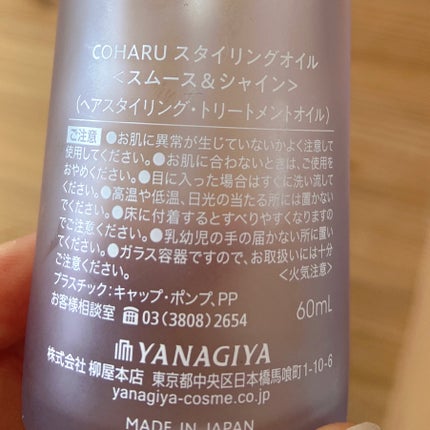 COHARU スタイリングオイル
＜スムース＆シャイン＞
(ヘアスタイリング・トリートメントオイル)
ご注意 ●お肌に異常が生じていないかよく注意して
使用してください。●お肌に合わないときは、ご使用を
おやめください。●目に入った場合はすぐに洗い流して
ください。●高温や低温、日光の当たる所には置かない
でください。●床に付着するとすべりやすくなりますの
でご注意ください。●乳幼児の手の届かない所に置い
てください。●ガラス容器ですので、お取扱いには十分
ご注意ください。 ＜火気注意＞
プラスチック：キャップ・ポンプ,PP
お客様相談室 ☎ 03(3808)2654 60mL
YANAGIYA
株式会社 柳屋本店 東京都中央区日本橋馬喰町1-10-6
yanagiya-cosme.co.jp
MADE IN JAPAN